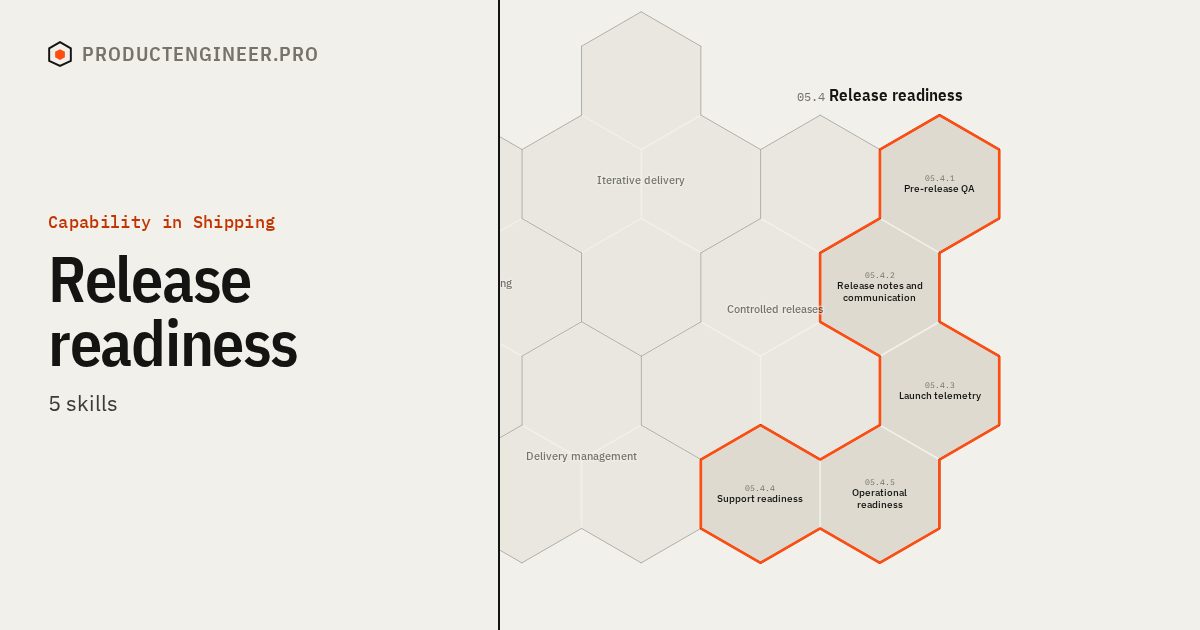 PRODUCTENGINEER.PRO
Capability in Shipping
Release
readiness
5 skills
05.4 Release readiness
05.4.1
Pre-release QA
Iterative delivery
05.4.2
Release notes and
communication
ng
Controlled releases
05.4.3
Launch telemetry
Delivery management
05.4.4
Support readiness
05.4.5
Operational
readiness